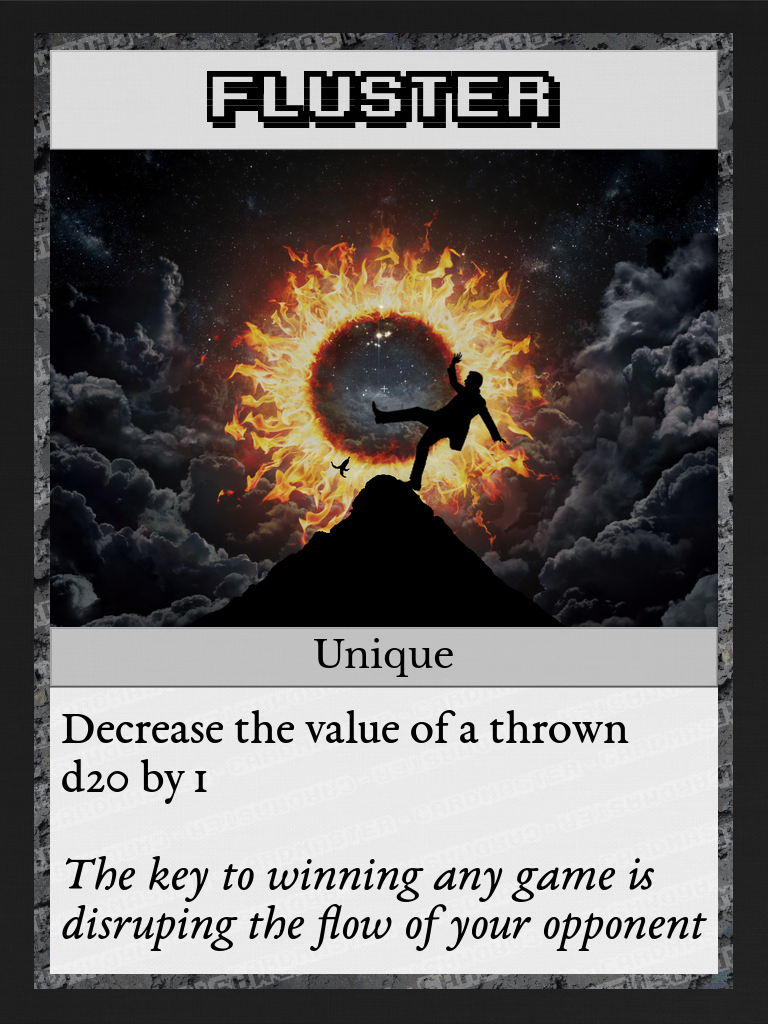 FLUSTER
Unique
Decrease the value of a thrown
d20 by 1
The key to winning any game is
disruping the flow of your opponent